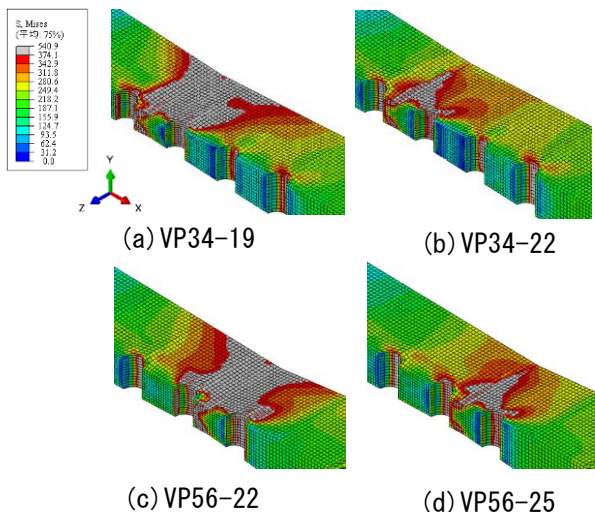 S, Mises
(平均: 75%)
540.9
374.1
342.9
311.8
280.6
249.4
218.2
187.1
155.9
124.7
93.5
62.4
31.2
0.0
Y
Z
X
(a) VP34-19
(b) VP34-22
(c) VP56-22
(d) VP56-25